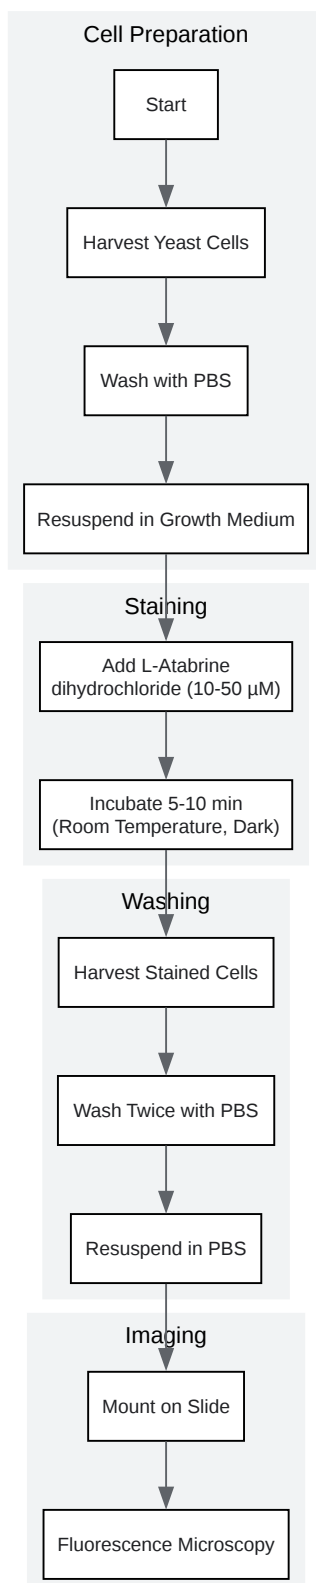 Cell Preparation
Start
Harvest Yeast Cells
Wash with PBS
Resuspend in Growth Medium
Staining
Add L-Atabrine
dihydrochloride (10-50 µM)
Incubate 5-10 min
(Room Temperature, Dark)
Washing
Harvest Stained Cells
Wash Twice with PBS
Resuspend in PBS
Imaging
Mount on Slide
Fluorescence Microscopy